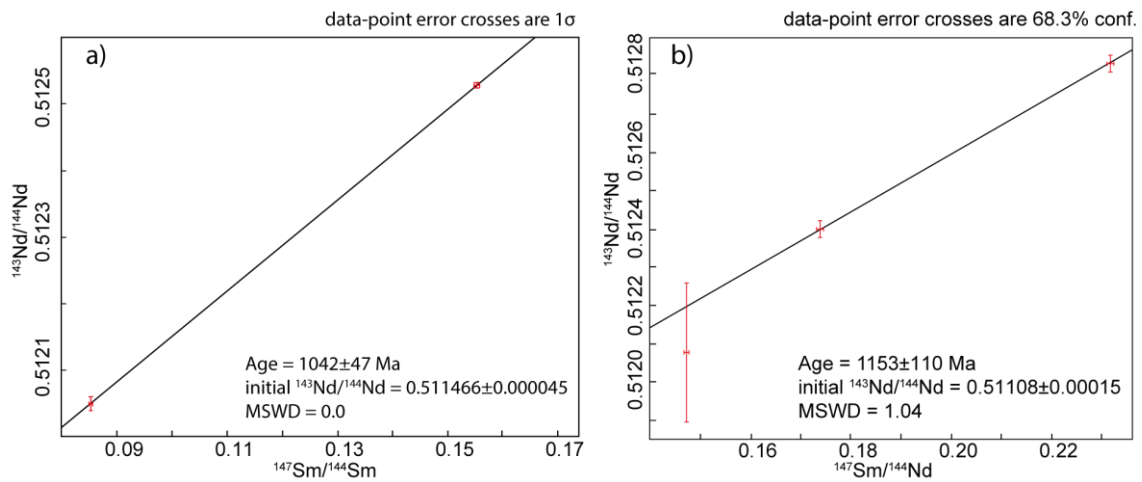 data-point error crosses are 1σ
a)
0.5125
0.5123
0.5121
¹⁴³Nd/¹⁴⁴Nd
Age = 1042±47 Ma
initial ¹⁴³Nd/¹⁴⁴Nd = 0.511466±0.000045
MSWD = 0.0
0.09 0.11 0.13 0.15 0.17
¹⁴⁷Sm/¹⁴⁴Sm
data-point error crosses are 68.3% conf.
b)
0.5128
0.5126
0.5124
0.5122
0.5120
¹⁴³Nd/¹⁴⁴Nd
Age = 1153±110 Ma
initial ¹⁴³Nd/¹⁴⁴Nd = 0.51108±0.00015
MSWD = 1.04
0.16 0.18 0.20 0.22
¹⁴⁷Sm/¹⁴⁴Nd